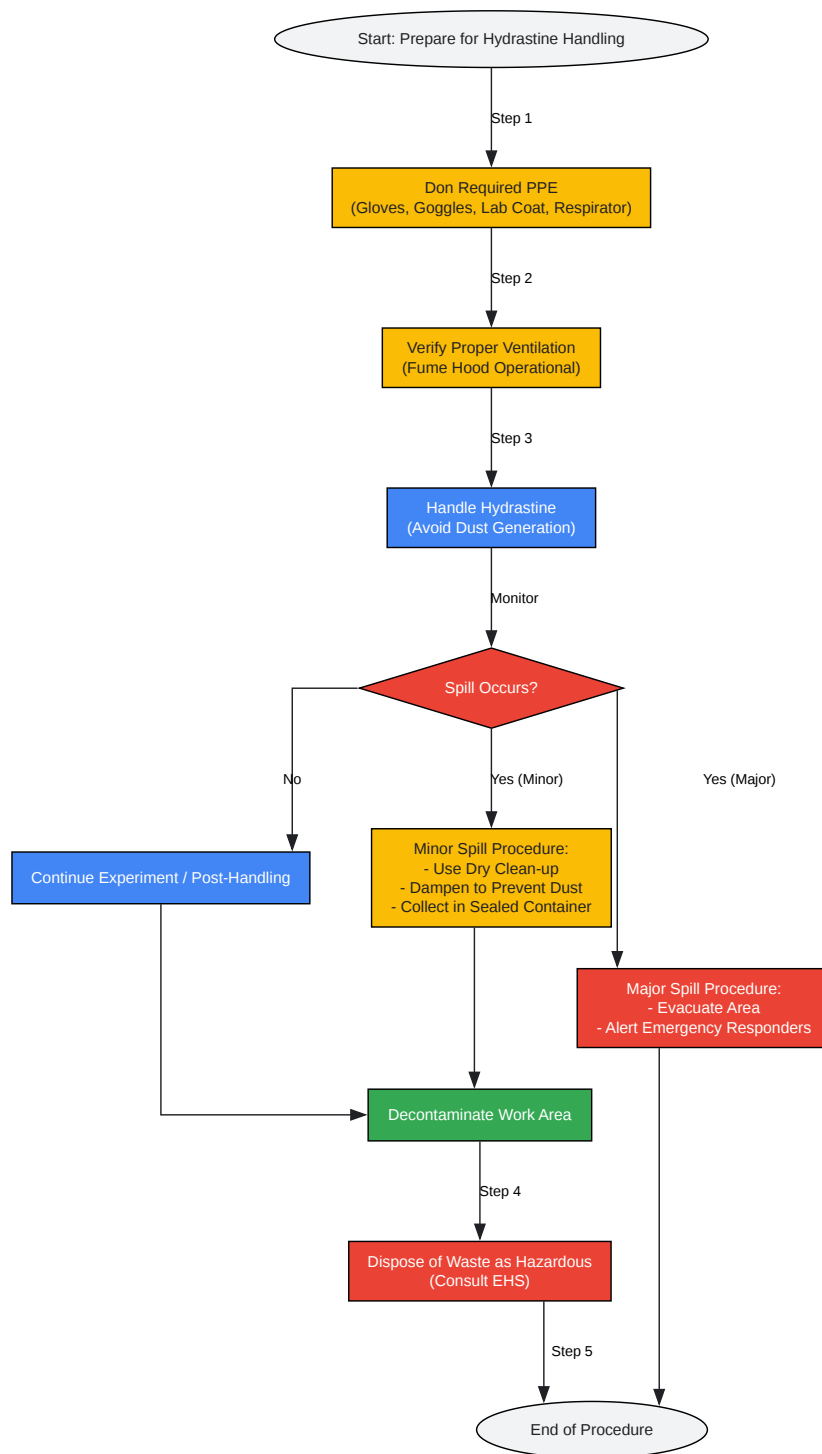 Start: Prepare for Hydrastine Handling
Step 1
Don Required PPE
(Gloves, Goggles, Lab Coat, Respirator)
Step 2
Verify Proper Ventilation
(Fume Hood Operational)
Step 3
Handle Hydrastine
(Avoid Dust Generation)
Monitor
Spill Occurs?
No
Yes (Minor)
Yes (Major)
Continue Experiment / Post-Handling
Minor Spill Procedure:
- Use Dry Clean-up
- Dampen to Prevent Dust
- Collect in Sealed Container
Major Spill Procedure:
- Evacuate Area
- Alert Emergency Responders
Decontaminate Work Area
Step 4
Dispose of Waste as Hazardous
(Consult EHS)
Step 5
End of Procedure